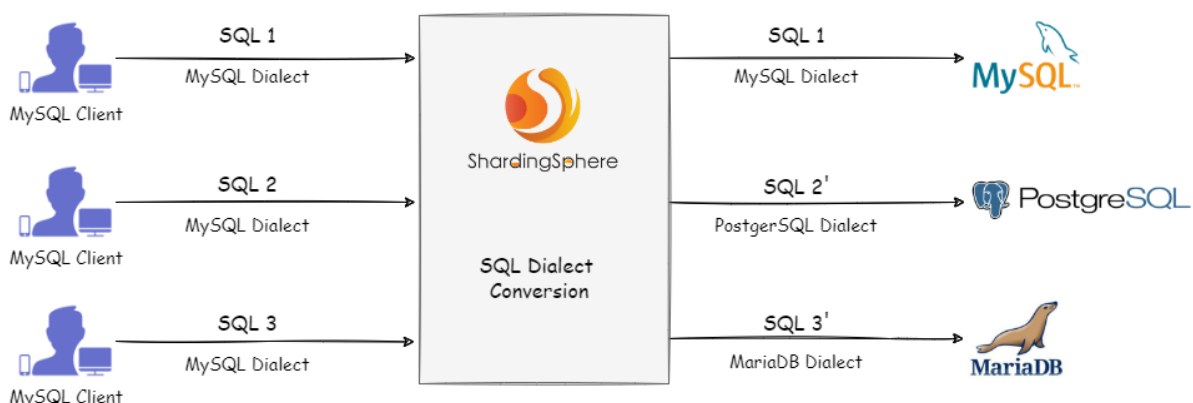 SQL 1
MySQL Dialect
MySQL Client
SQL 2
MySQL Dialect
MySQL Client
SQL 3
MySQL Dialect
MySQL Client
ShardingSphere
SQL Dialect
Conversion
SQL 1
MySQL Dialect
MySQL
SQL 2'
PostgerSQL Dialect
PostgreSQL
SQL 3'
MariaDB Dialect
MariaDB